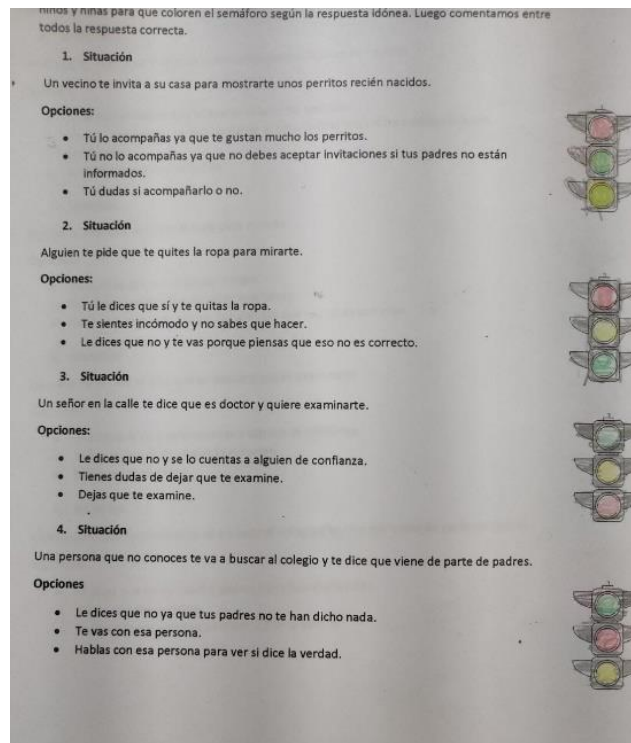 niños y niñas para que coloren el semáforo según la respuesta idónea. Luego comentamos entre
todos la respuesta correcta.
1. Situación
Un vecino te invita a su casa para mostrarte unos perritos recién nacidos.
Opciones:
• Tú lo acompañas ya que te gustan mucho los perritos.
• Tú no lo acompañas ya que no debes aceptar invitaciones si tus padres no están
informados.
• Tú dudas si acompañarlo o no.
2. Situación
Alguien te pide que te quites la ropa para mirarte.
Opciones:
• Tú le dices que sí y te quitas la ropa.
• Te sientes incómodo y no sabes que hacer.
• Le dices que no y te vas porque piensas que eso no es correcto.
3. Situación
Un señor en la calle te dice que es doctor y quiere examinarte.
Opciones:
• Le dices que no y se lo cuentas a alguien de confianza.
• Tienes dudas de dejar que te examine.
• Dejas que te examine.
4. Situación
Una persona que no conoces te va a buscar al colegio y te dice que viene de parte de padres.
Opciones
• Le dices que no ya que tus padres no te han dicho nada.
• Te vas con esa persona.
• Hablas con esa persona para ver si dice la verdad.